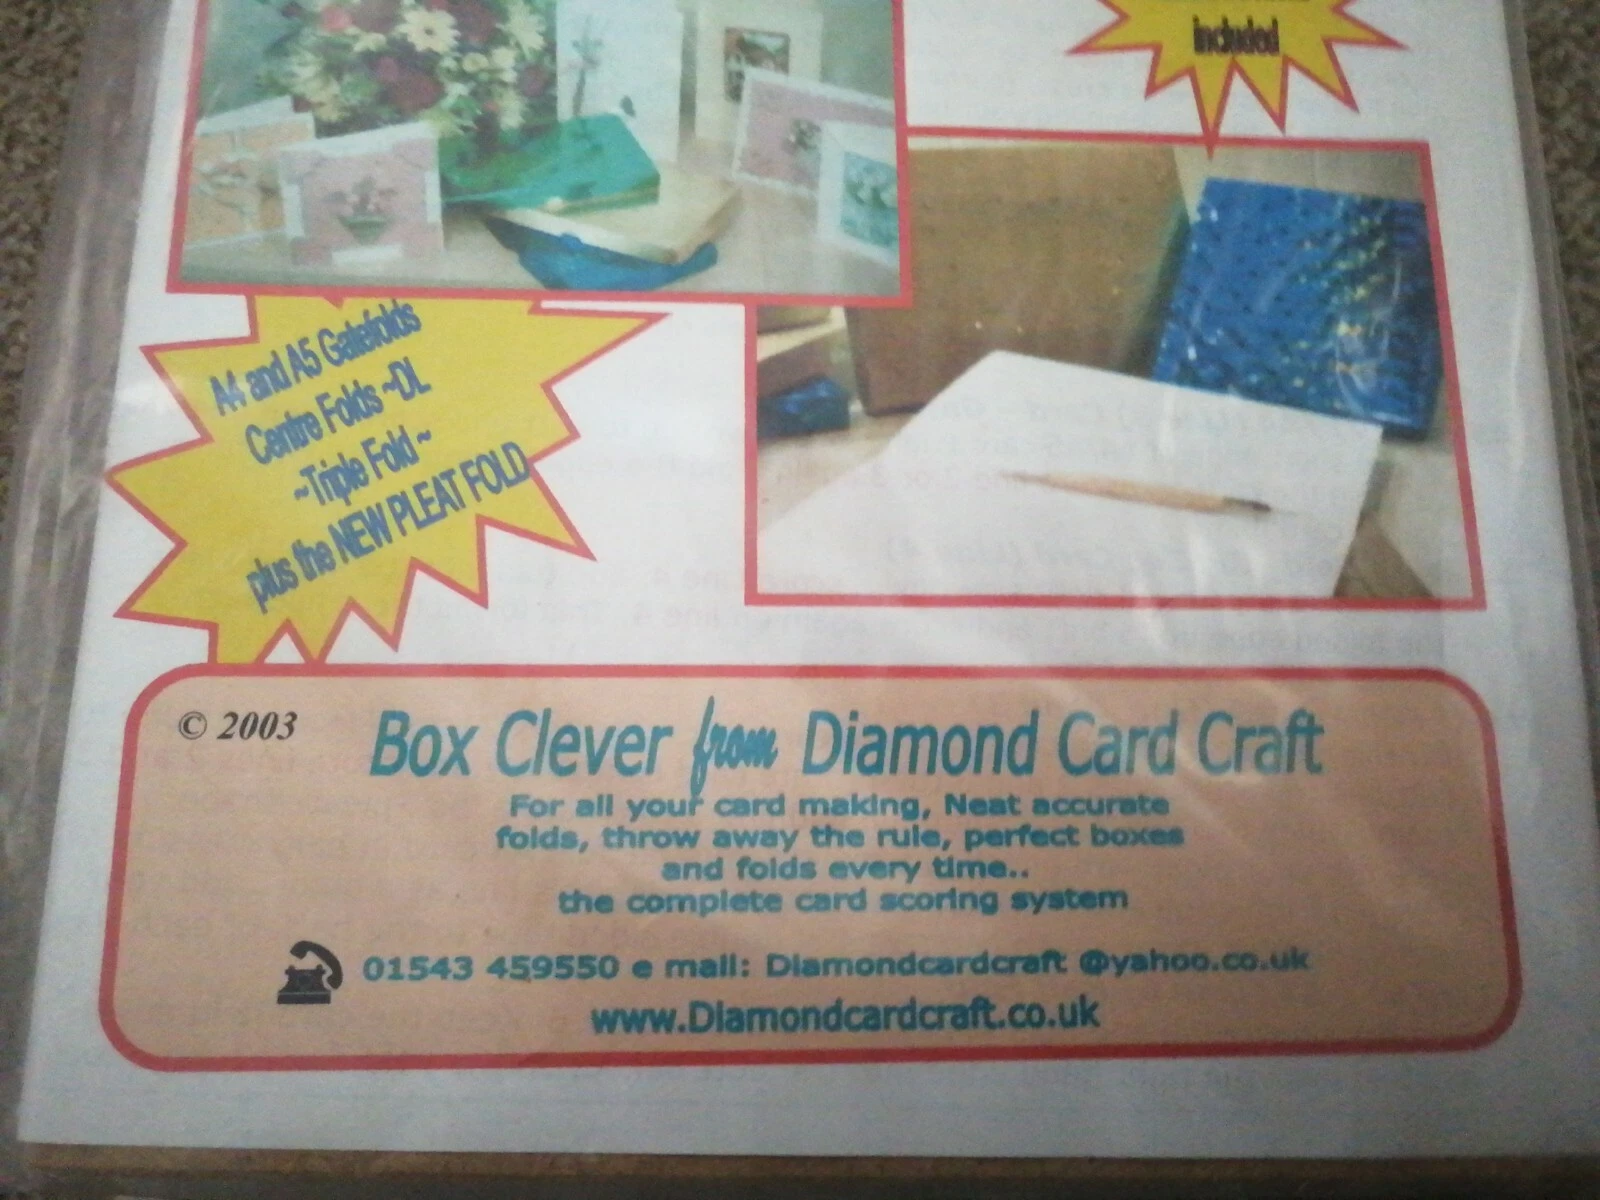 included
A4 and A5 Gatefolds
Centre Folds ~DL
~Triple Fold ~
plus the NEW PLEAT FOLD
© 2003
Box Clever from Diamond Card Craft
For all your card making, Neat accurate
folds, throw away the rule, perfect boxes
and folds every time..
the complete card scoring system
01543 459550 e mail: Diamondcardcraft @yahoo.co.uk
www.Diamondcardcraft.co.uk